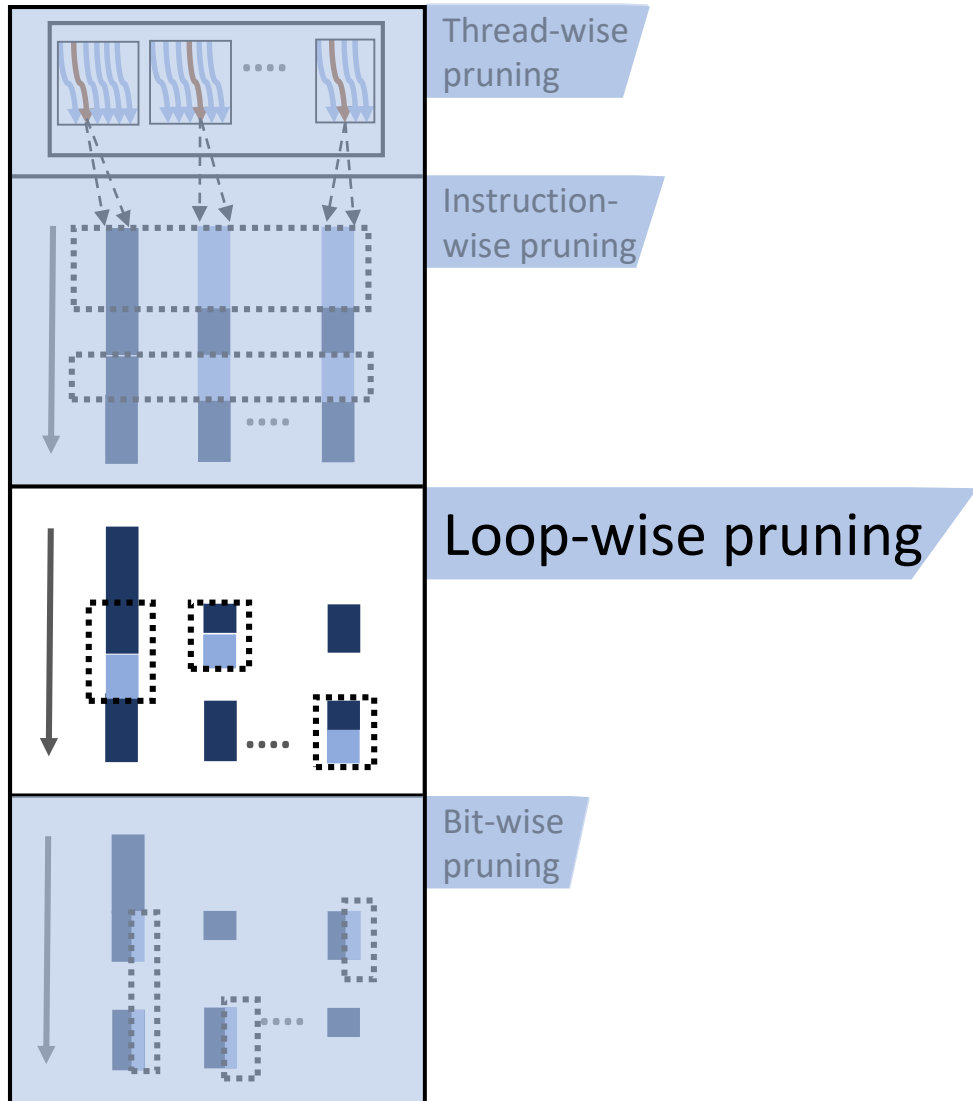 Thread-wise
pruning
....
Instruction-
wise pruning
....
Loop-wise pruning
....
Bit-wise
pruning
....